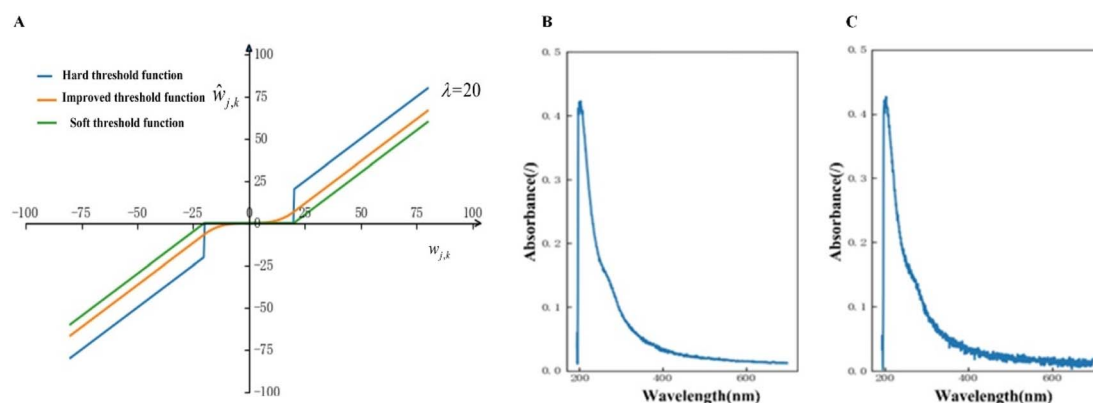 A
100
Hard threshold function
Improved threshold function
Soft threshold function
ŵj,k
75
50
25
λ=20
−100
−75
−50
−25
0
0
25
50
75
100
wj,k
−25
−50
−75
−100
B
0.5
0.4
0.3
0.2
0.1
0.0
Absorbance(/)
200
400
600
Wavelength(nm)
C
0.5
0.4
0.3
0.2
0.1
0.0
Absorbance(/)
200
400
600
Wavelength(nm)